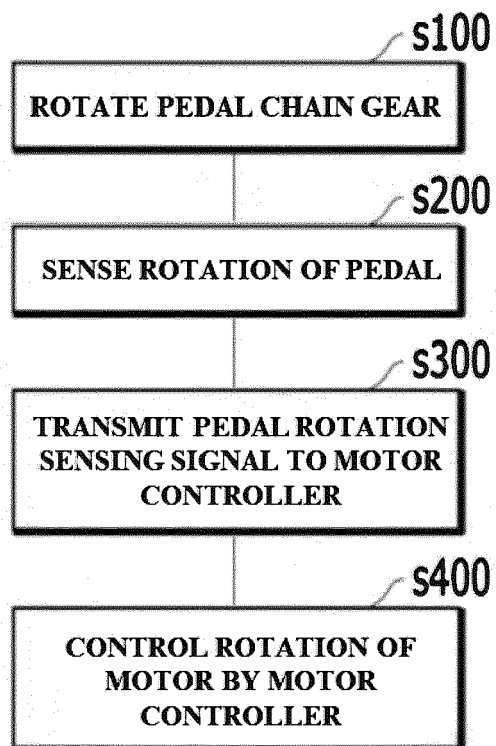 s100
ROTATE PEDAL CHAIN GEAR
s200
SENSE ROTATION OF PEDAL
s300
TRANSMIT PEDAL ROTATION
SENSING SIGNAL TO MOTOR
CONTROLLER
s400
CONTROL ROTATION OF
MOTOR BY MOTOR
CONTROLLER